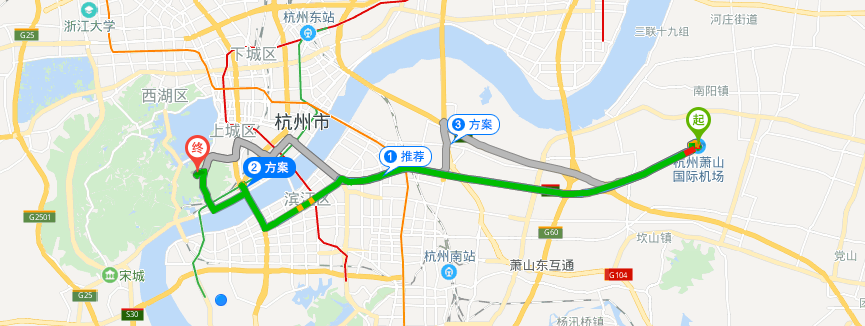 杭州东站
河庄街道
浙江大学
G25
三联十九组
下城区
西湖区
南阳镇
杭州市
起
上城区
3 方案
终
1 推荐
杭州萧山
国际机场
2 方案
滨江区
G2501
G60
坎山镇
杭州南站
党山
萧山东互通
宋城
G104
G25
S30
杨汛桥镇